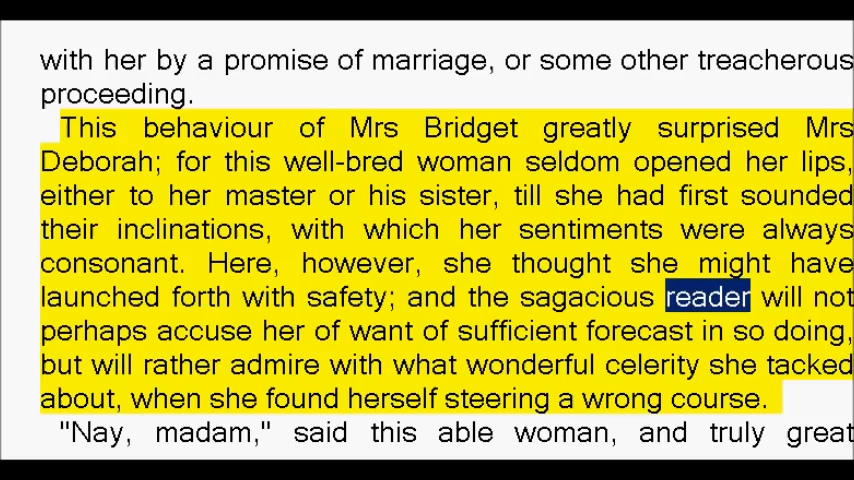 with her by a promise of marriage, or some other treacherous
proceeding.
This behaviour of Mrs Bridget greatly surprised Mrs
Deborah; for this well-bred woman seldom opened her lips,
either to her master or his sister, till she had first sounded
their inclinations, with which her sentiments were always
consonant. Here, however, she thought she might have
launched forth with safety; and the sagacious reader will not
perhaps accuse her of want of sufficient forecast in so doing,
but will rather admire with what wonderful celerity she tacked
about, when she found herself steering a wrong course.
"Nay, madam," said this able woman, and truly great